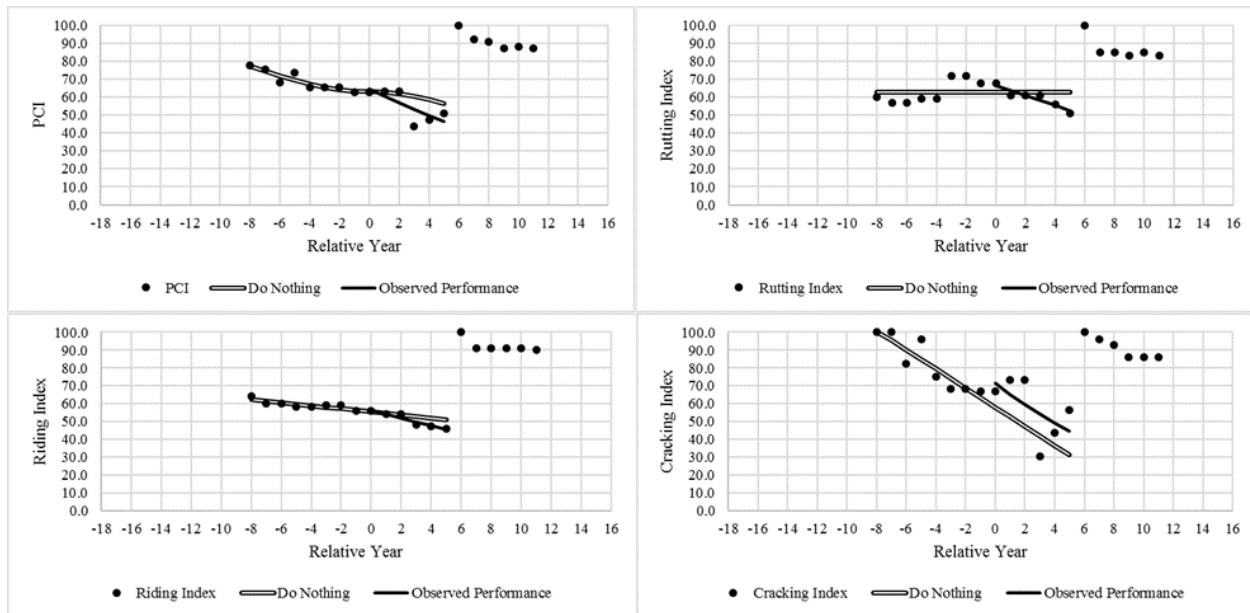 PCI
100.0
90.0
80.0
70.0
60.0
50.0
40.0
30.0
20.0
10.0
0.0
-18 -16 -14 -12 -10 -8 -6 -4 -2 0 2 4 6 8 10 12 14 16
Relative Year
PCI Do Nothing Observed Performance
Rutting Index
100.0
90.0
80.0
70.0
60.0
50.0
40.0
30.0
20.0
10.0
0.0
-18 -16 -14 -12 -10 -8 -6 -4 -2 0 2 4 6 8 10 12 14 16
Relative Year
Rutting Index Do Nothing Observed Performance
Riding Index
100.0
90.0
80.0
70.0
60.0
50.0
40.0
30.0
20.0
10.0
0.0
-18 -16 -14 -12 -10 -8 -6 -4 -2 0 2 4 6 8 10 12 14 16
Relative Year
Riding Index Do Nothing Observed Performance
Cracking Index
100.0
90.0
80.0
70.0
60.0
50.0
40.0
30.0
20.0
10.0
0.0
-18 -16 -14 -12 -10 -8 -6 -4 -2 0 2 4 6 8 10 12 14 16
Relative Year
Cracking Index Do Nothing Observed Performance